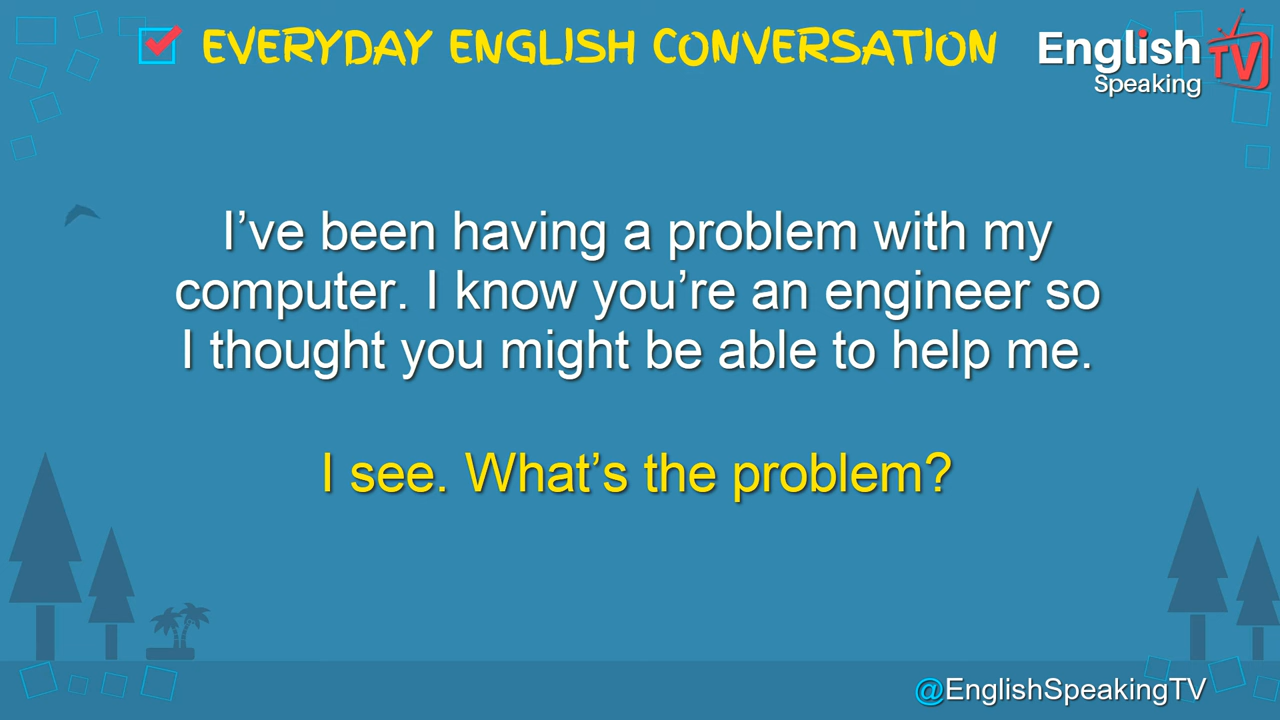 EVERYDAY ENGLISH CONVERSATION
English
Speaking
TV
I’ve been having a problem with my
computer. I know you’re an engineer so
I thought you might be able to help me.
I see. What’s the problem?
@EnglishSpeakingTV